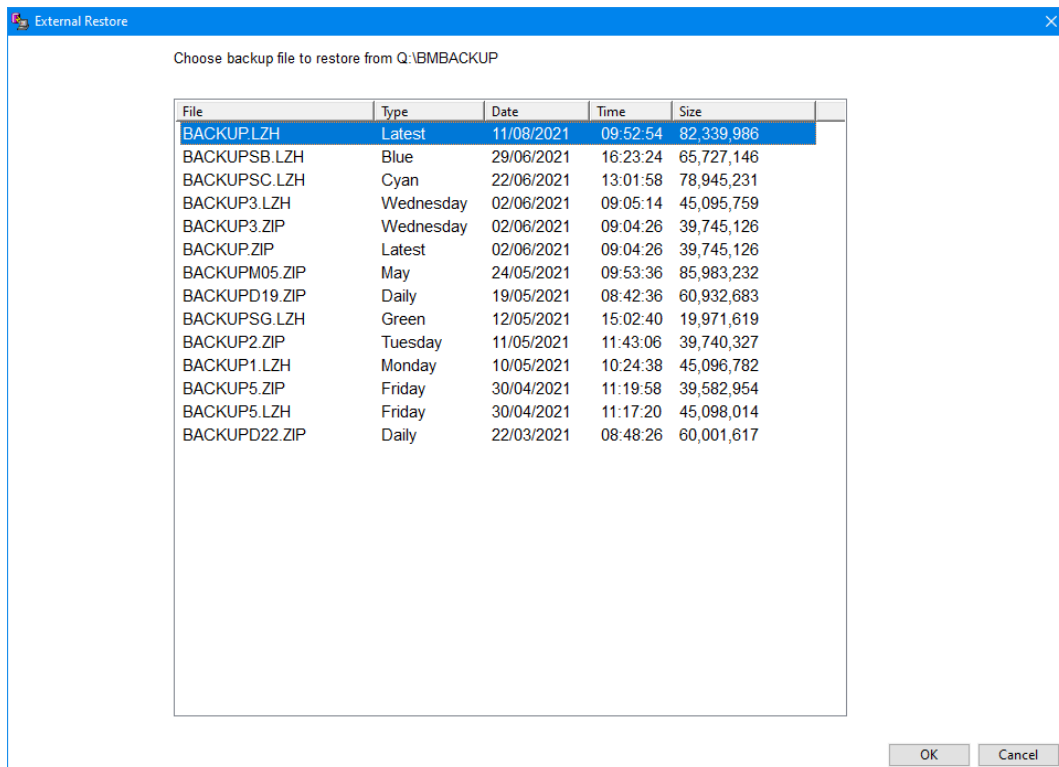 External Restore
Choose backup file to restore from Q:\BMBACKUP
File Type Date Time Size
BACKUP.LZH Latest 11/08/2021 09:52:54 82,339,986
BACKUPSB.LZH Blue 29/06/2021 16:23:24 65,727,146
BACKUPSC.LZH Cyan 22/06/2021 13:01:58 78,945,231
BACKUP3.LZH Wednesday 02/06/2021 09:05:14 45,095,759
BACKUP3.ZIP Wednesday 02/06/2021 09:04:26 39,745,126
BACKUP.ZIP Latest 02/06/2021 09:04:26 39,745,126
BACKUPM05.ZIP May 24/05/2021 09:53:36 85,983,232
BACKUPD19.ZIP Daily 19/05/2021 08:42:36 60,932,683
BACKUPSG.LZH Green 12/05/2021 15:02:40 19,971,619
BACKUP2.ZIP Tuesday 11/05/2021 11:43:06 39,740,327
BACKUP1.LZH Monday 10/05/2021 10:24:38 45,096,782
BACKUP5.ZIP Friday 30/04/2021 11:19:58 39,582,954
BACKUP5.LZH Friday 30/04/2021 11:17:20 45,098,014
BACKUPD22.ZIP Daily 22/03/2021 08:48:26 60,001,617
OK Cancel